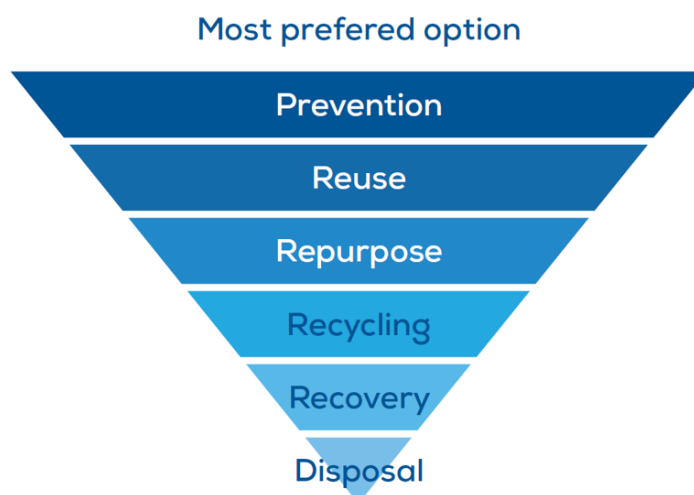 Most prefered option
Prevention
Reuse
Repurpose
Recycling
Recovery
Disposal